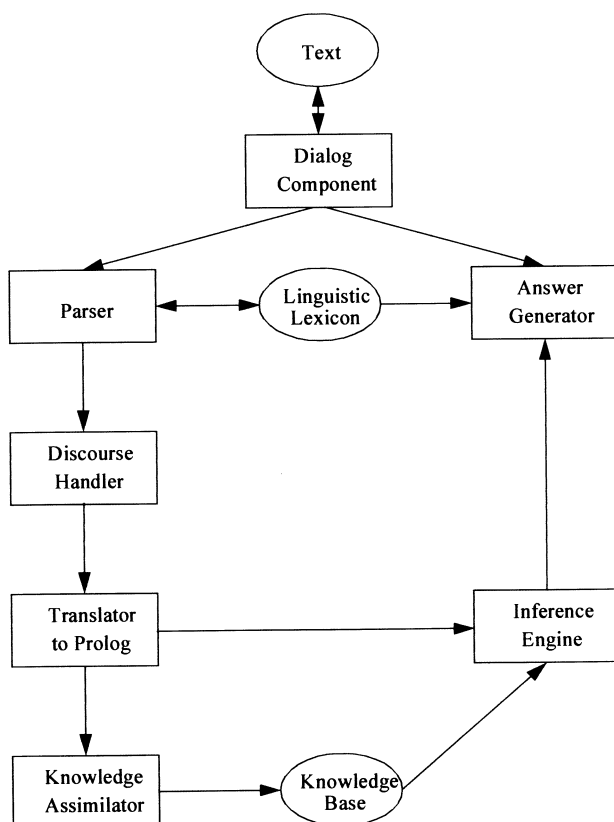 Text
Dialog
Component
Parser
Linguistic
Lexicon
Answer
Generator
Discourse
Handler
Translator
to Prolog
Inference
Engine
Knowledge
Assimilator
Knowledge
Base